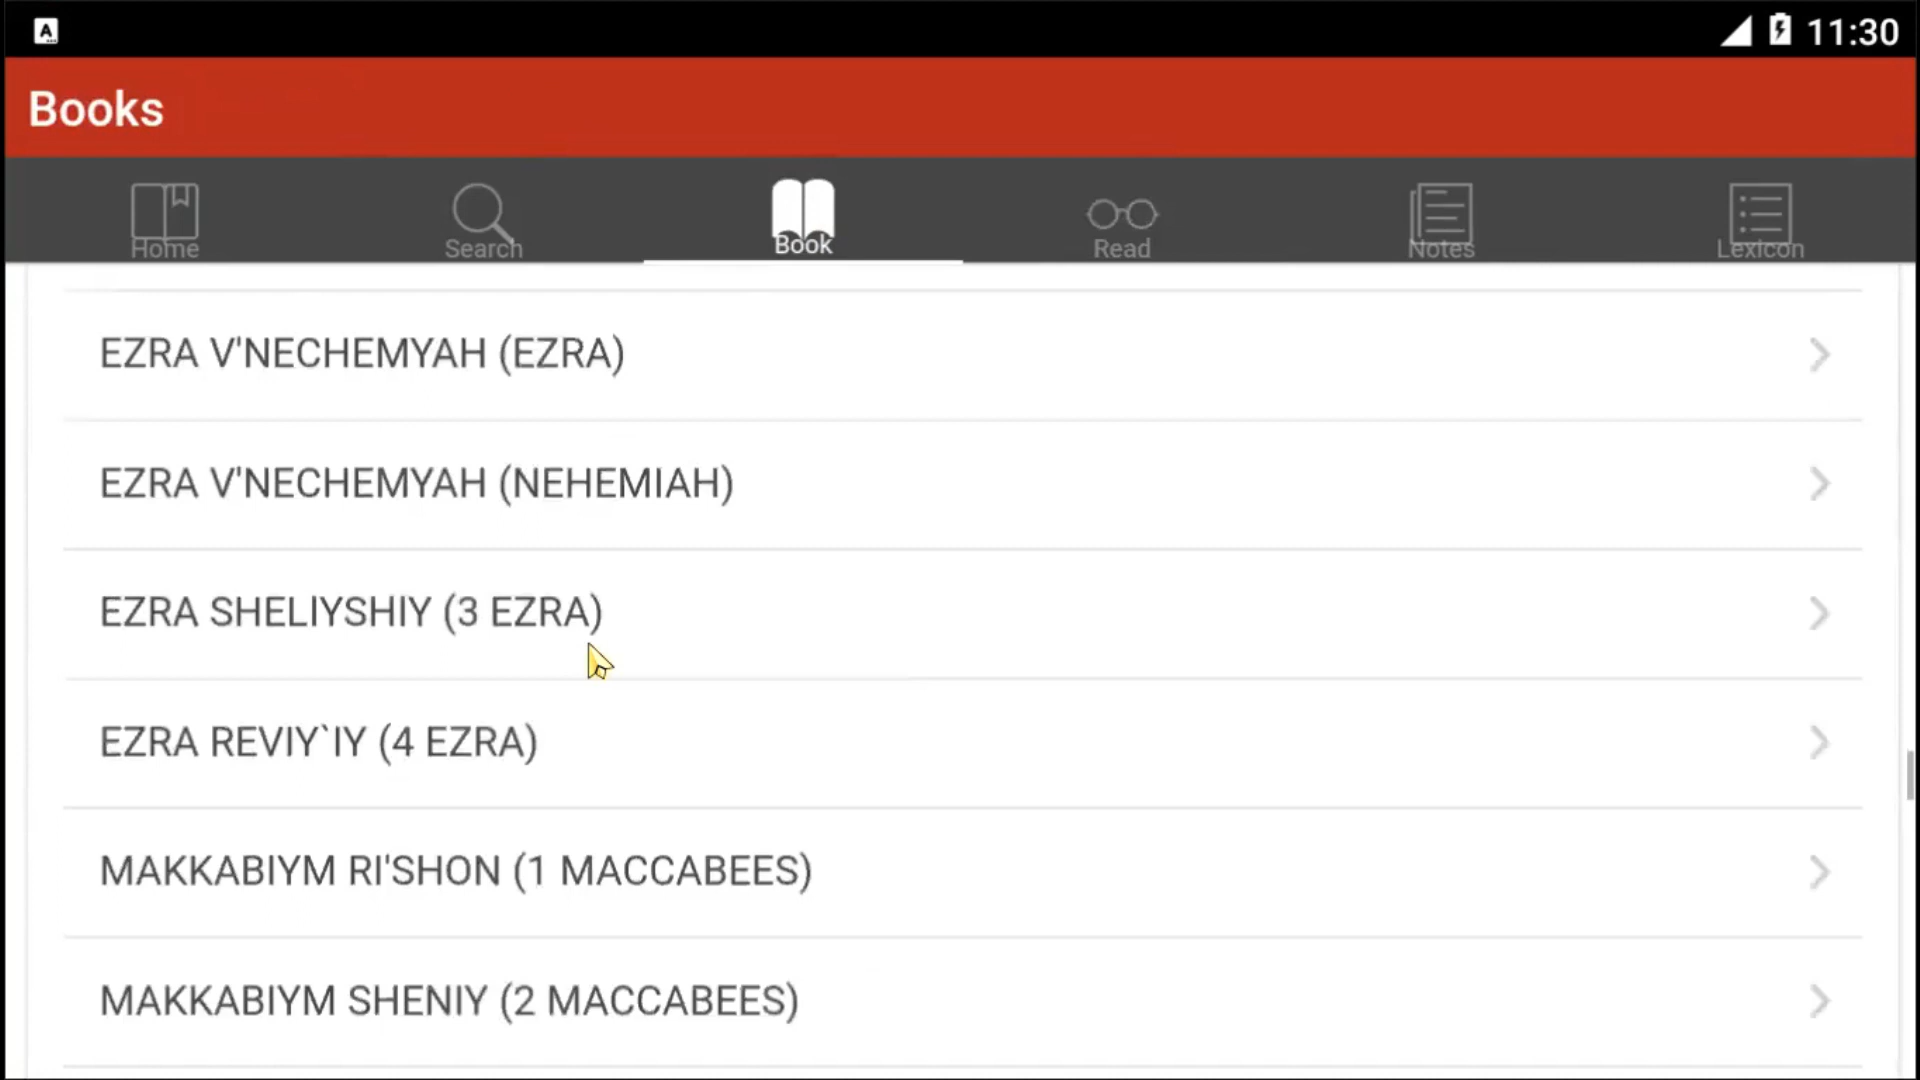 A
11:30
Books
Home
Search
Book
Read
Notes
Lexicon
EZRA V'NECHEMYAH (EZRA)
EZRA V'NECHEMYAH (NEHEMIAH)
EZRA SHELIYSHIY (3 EZRA)
EZRA REVIY`IY (4 EZRA)
MAKKABIYM RI'SHON (1 MACCABEES)
MAKKABIYM SHENIY (2 MACCABEES)